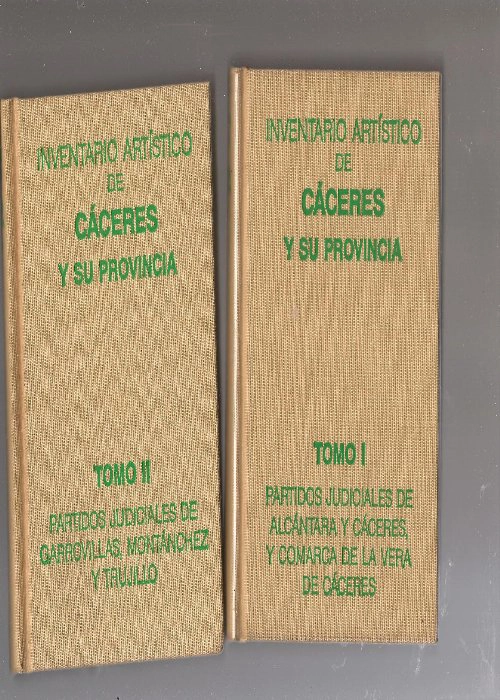 INVENTARIO ARTÍSTICO
DE
CÁCERES
Y SU PROVINCIA
TOMO II
PARTIDOS JUDICIALES DE
GARROVILLAS, MONTÁNCHEZ
Y TRUJILLO
INVENTARIO ARTÍSTICO
DE
CÁCERES
Y SU PROVINCIA
TOMO I
PARTIDOS JUDICIALES DE
ALCÁNTARA Y CÁCERES,
Y COMARCA DE LA VERA
DE CÁCERES